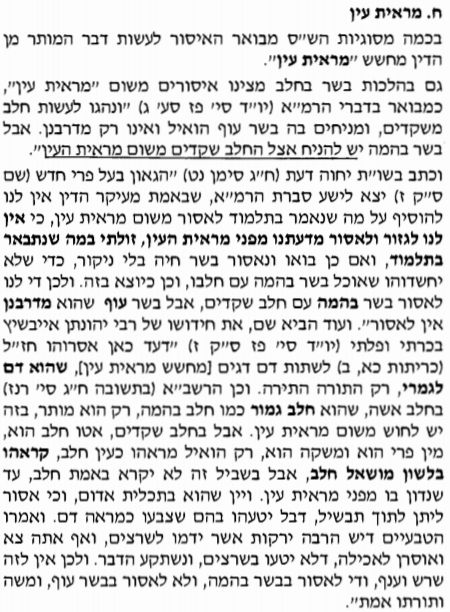 ח. מראית עין
בכמה מסוגיות הש״ס מבואר האיסור לעשות דבר המותר מן
הדין מחשש ״מראית עין״.
גם בהלכות בשר בחלב מצינו איסורים משום ״מראית עין״,
כמבואר בדברי הרמ״א (יו״ד סי׳ פז סע׳ ג) ״ונהגו לעשות חלב
משקדים, ומניחים בה בשר עוף הואיל ואינו רק מדרבנן. אבל
בשר בהמה יש להניח אצל החלב שקדים משום מראית העין״.
וכתב בשו״ת יחוה דעת (ח״ג סימן נט) ״הגאון בעל פרי חדש (שם
ס״ק ז) יצא לישע סברת הרמ״א, שבאמת מעיקר הדין אין לנו
להוסיף על מה שנאמר בתלמוד לאסור משום מראית עין, כי אין
לנו לגזור ולאסור מדעתנו מפני מראית העין, זולתי במה שנתבאר
בתלמוד, ואם כן בואו ונאסור בשר חיה בלי ניקור, כדי שלא
יחשדוהו שאוכל בשר בהמה עם חלבו, וכן כיוצא בזה. ולכן די לנו
לאסור בשר בהמה עם חלב שקדים, אבל בשר עוף שהוא מדרבנן
אין לאסור״. ועוד הביא שם, את חידושו של רבי יהונתן אייבשיץ
בכרתי ופלתי (יו״ד סי׳ פז ס״ק ז) ״דעד כאן אסרוהו חז״ל
(כריתות כא, ב) לשתות דם דגים [מחשש מראית עין], שהוא דם
לגמרי, רק התורה התירה. וכן הרשב״א (בתשובה ח״ג סי׳ רנז)
בחלב אשה, שהוא חלב גמור כמו חלב בהמה, רק הוא מותר, בזה
יש לחוש משום מראית עין. אבל בחלב שקדים, אטו חלב הוא,
מין פרי הוא ומשקה הוא, רק הואיל מראהו כעין חלב, קראהו
בלשון מושאל חלב, אבל בשביל זה לא יקרא באמת חלב, עד
שנדון בו מפני מראית עין. ויין שהוא בתכלית אדום, וכי אסור
ליתן לתוך תבשיל, דבל יטעהו בהם שצבעו כמראה דם. ואמרו
הטבעיים דיש הרבה ירקות אשר ידמו לשרצים, ואף אתה צא
ואוסרן לאכילה, דלא יטעו בשרצים, ונשתקע הדבר. ולכן אין לזה
שרש וענף, ודי לאסור בבשר בהמה, ולא לאסור בבשר עוף, ומשה
ותורתו אמת״.